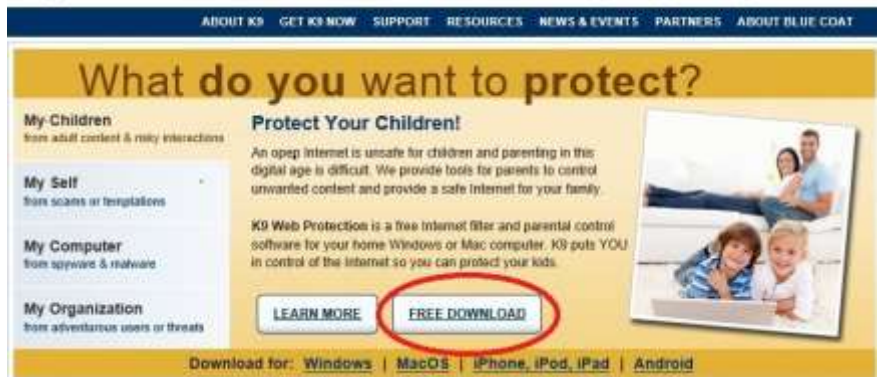 ABOUT K9 GET K9 NOW SUPPORT RESOURCES NEWS & EVENTS PARTNERS ABOUT BLUE COAT
What do you want to protect?
My Children
from adult content & risky interactions
My Self
from scams or temptations
My Computer
from spyware & malware
My Organization
from adventurous users or threats
Protect Your Children!
An open Internet is unsafe for children and parenting in this
digital age is difficult. We provide tools for parents to control
unwanted content and provide a safe Internet for your family.
K9 Web Protection is a free Internet filter and parental control
software for your home Windows or Mac computer. K9 puts YOU
in control of the Internet so you can protect your kids.
LEARN MORE FREE DOWNLOAD
Download for: Windows | MacOS | iPhone, iPod, iPad | Android